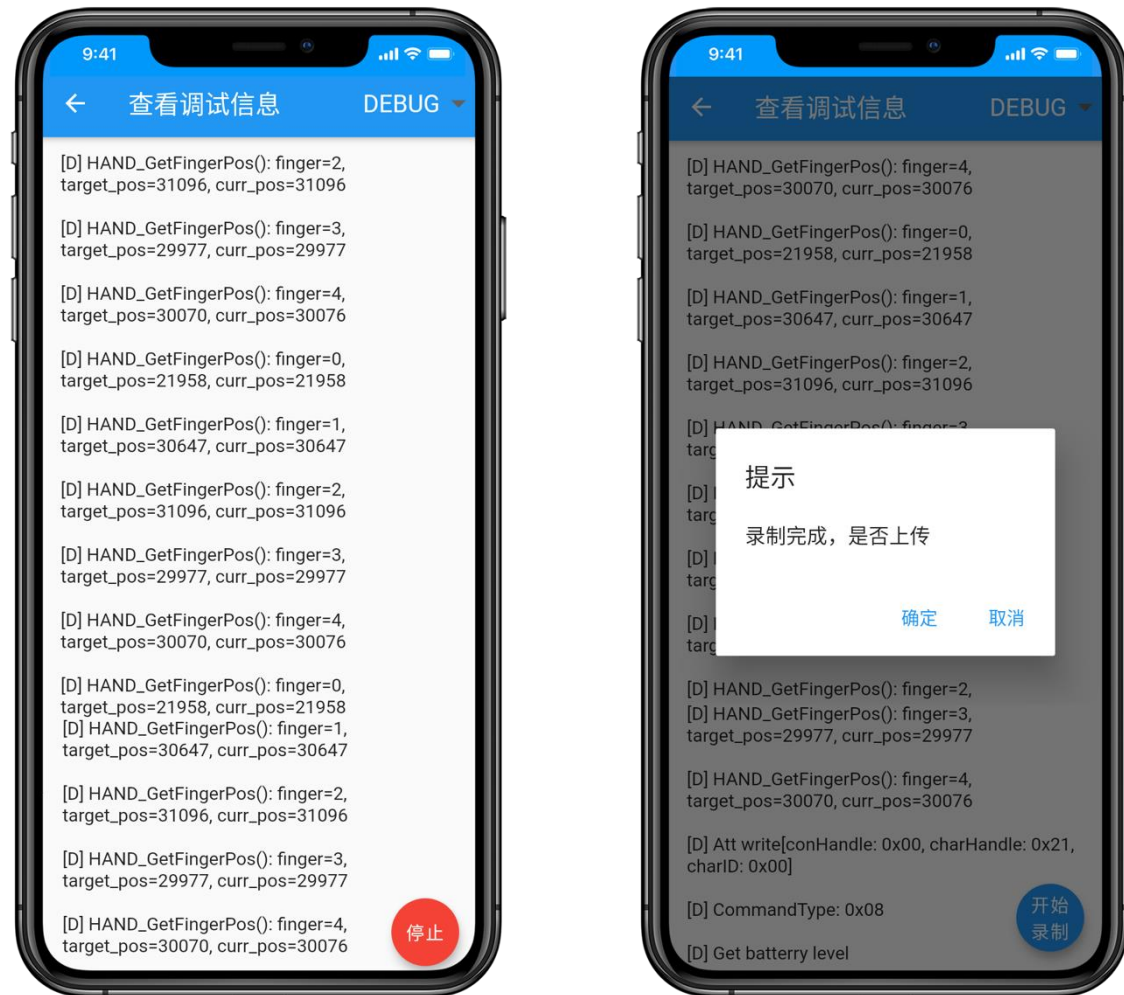 9:41
查看调试信息 DEBUG
[D] HAND_GetFingerPos(): finger=2,
target_pos=31096, curr_pos=31096
[D] HAND_GetFingerPos(): finger=3,
target_pos=29977, curr_pos=29977
[D] HAND_GetFingerPos(): finger=4,
target_pos=30070, curr_pos=30076
[D] HAND_GetFingerPos(): finger=0,
target_pos=21958, curr_pos=21958
[D] HAND_GetFingerPos(): finger=1,
target_pos=30647, curr_pos=30647
[D] HAND_GetFingerPos(): finger=2,
target_pos=31096, curr_pos=31096
[D] HAND_GetFingerPos(): finger=3,
target_pos=29977, curr_pos=29977
[D] HAND_GetFingerPos(): finger=4,
target_pos=30070, curr_pos=30076
[D] HAND_GetFingerPos(): finger=0,
target_pos=21958, curr_pos=21958
[D] HAND_GetFingerPos(): finger=1,
target_pos=30647, curr_pos=30647
[D] HAND_GetFingerPos(): finger=2,
target_pos=31096, curr_pos=31096
[D] HAND_GetFingerPos(): finger=3,
target_pos=29977, curr_pos=29977
[D] HAND_GetFingerPos(): finger=4,
target_pos=30070, curr_pos=30076
停止
9:41
查看调试信息 DEBUG
[D] HAND_GetFingerPos(): finger=4,
target_pos=30070, curr_pos=30076
[D] HAND_GetFingerPos(): finger=0,
target_pos=21958, curr_pos=21958
[D] HAND_GetFingerPos(): finger=1,
target_pos=30647, curr_pos=30647
[D] HAND_GetFingerPos(): finger=2,
target_pos=31096, curr_pos=31096
[D] HAND_GetFingerPos(): finger=3,
targ
[D]
targ
[D]
targ
[D]
targ
提示
录制完成，是否上传
确定 取消
[D] HAND_GetFingerPos(): finger=2,
[D] HAND_GetFingerPos(): finger=3,
target_pos=29977, curr_pos=29977
[D] HAND_GetFingerPos(): finger=4,
target_pos=30070, curr_pos=30076
[D] Att write[conHandle: 0x00, charHandle: 0x21,
charID: 0x00]
[D] CommandType: 0x08
[D] Get batterry level
开始
录制